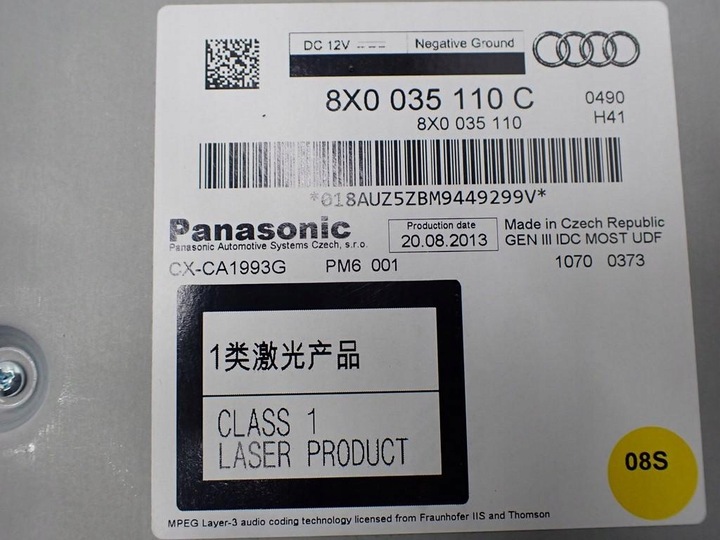 DC 12V Negative Ground
8X0 035 110 C 0490
8X0 035 110 H41
*018AUZ5ZBM9449299V*
Panasonic
Panasonic Automotive Systems Czech, s.r.o.
Production date
20.08.2013
Made in Czech Republic
GEN III IDC MOST UDF
CX-CA1993G PM6 001 1070 0373
1类激光产品
CLASS 1
LASER PRODUCT
08S
MPEG Layer-3 audio coding technology licensed from Fraunhofer IIS and Thomson